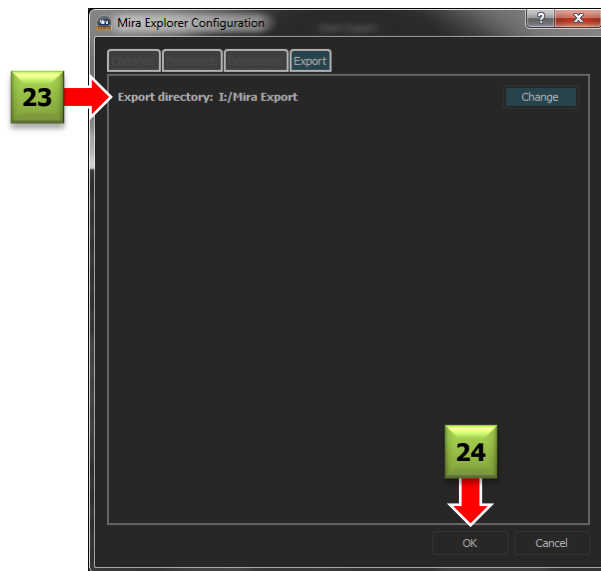 Mira Explorer Configuration
? X
Channels Passwords Permissions Export
23
Export directory: I:/Mira Export
Change
24
OK Cancel